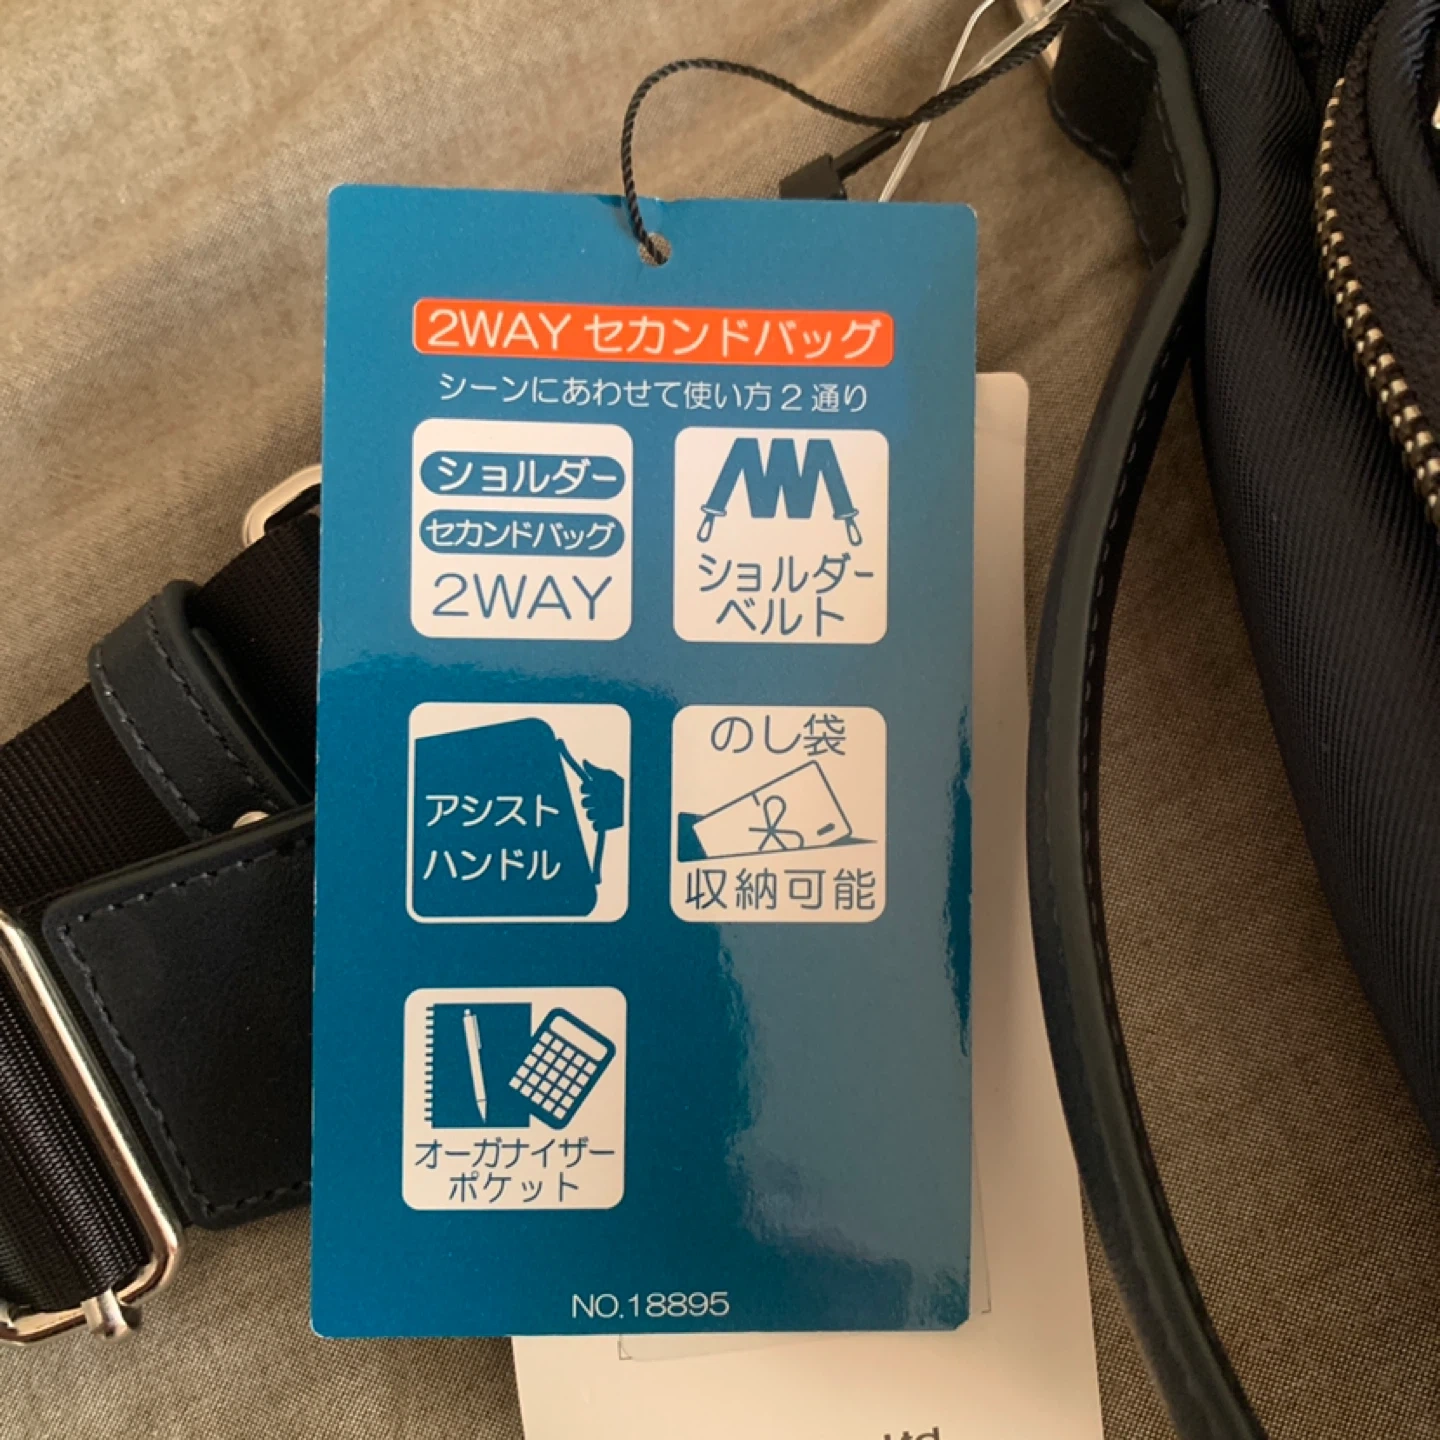 2WAY セカンドバッグ
シーンにあわせて使い方 2 通り
ショルダー
セカンドバッグ
2WAY
ショルダー
ベルト
アシスト
ハンドル
のし袋
収納可能
オーガナイザー
ポケット
NO.18895
Ltd